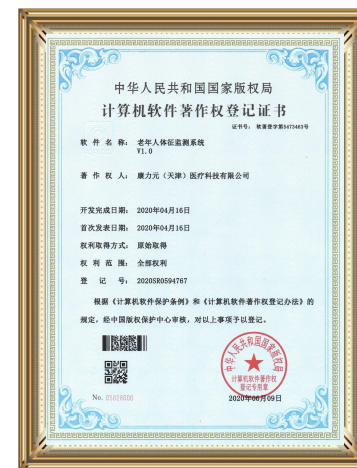 中华人民共和国国家版权局
计算机软件著作权登记证书
证书号： 软著登字第5473463号
软 件 名 称： 老年人体征监测系统
V1.0
著 作 权 人： 康力元（天津）医疗科技有限公司
开发完成日期： 2020年04月16日
首次发表日期： 2020年04月16日
权利取得方式： 原始取得
权 利 范 围： 全部权利
登 记 号： 2020SR0594767
根据《计算机软件保护条例》和《计算机软件著作权登记办法》的
规定，经中国版权保护中心审核，对以上事项予以登记。
中华人民共和国国家版权局
计算机软件著作权
登记专用章
No. 05828600
2020年06月09日